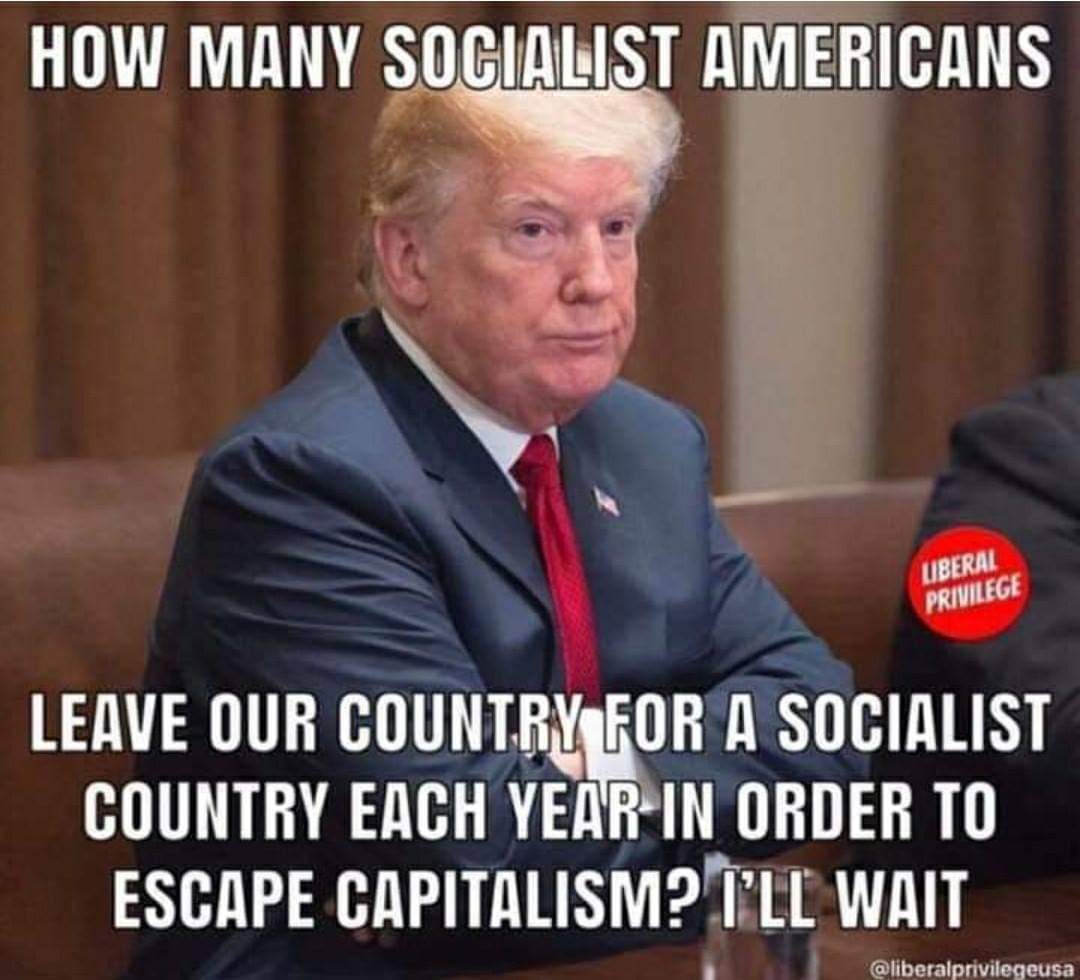 HOW MANY SOCIALIST AMERICANS
LIBERAL
PRIVILEGE
LEAVE OUR COUNTRY FOR A SOCIALIST
COUNTRY EACH YEAR IN ORDER TO
ESCAPE CAPITALISM? I'LL WAIT
@liberalprivilegeusa